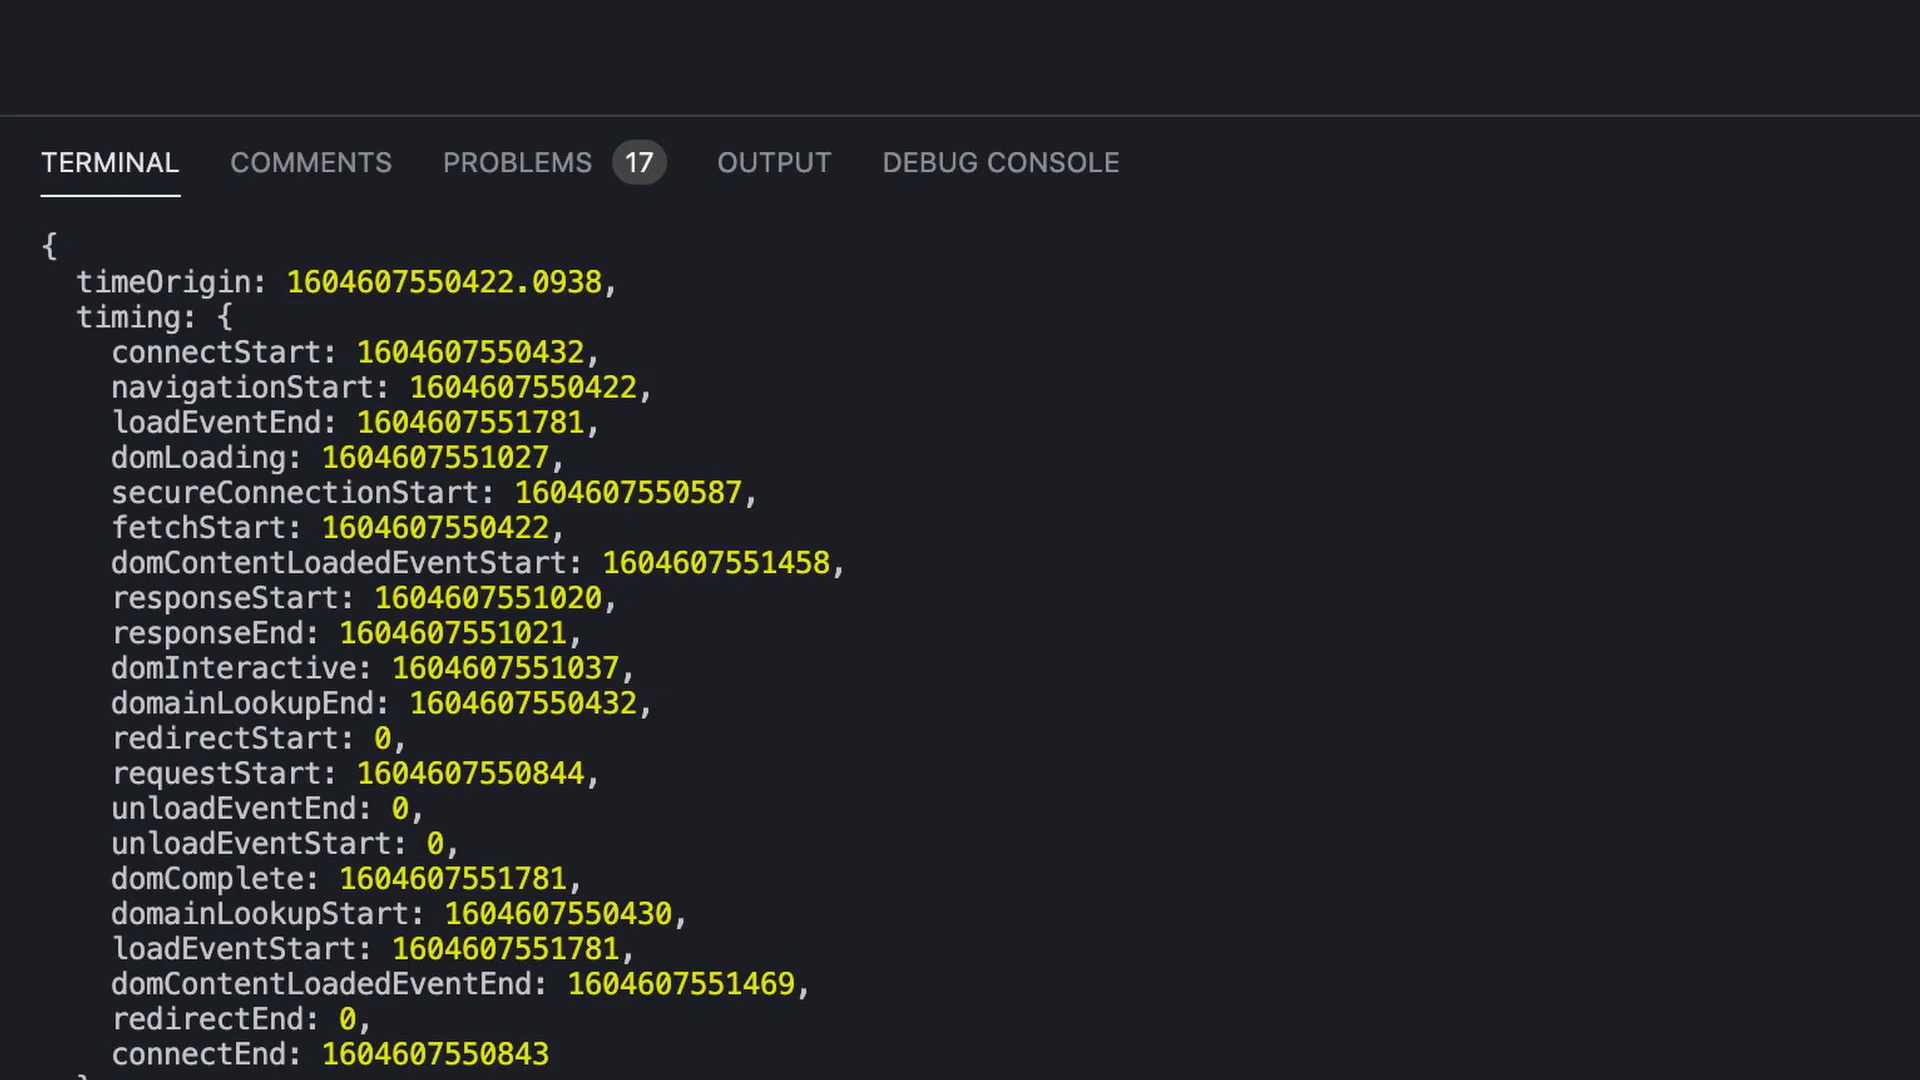 TERMINAL COMMENTS PROBLEMS 17 OUTPUT DEBUG CONSOLE
{
timeOrigin: 1604607550422.0938,
timing: {
connectStart: 1604607550432,
navigationStart: 1604607550422,
loadEventEnd: 1604607551781,
domLoading: 1604607551027,
secureConnectionStart: 1604607550587,
fetchStart: 1604607550422,
domContentLoadedEventStart: 1604607551458,
responseStart: 1604607551020,
responseEnd: 1604607551021,
domInteractive: 1604607551037,
domainLookupEnd: 1604607550432,
redirectStart: 0,
requestStart: 1604607550844,
unloadEventEnd: 0,
unloadEventStart: 0,
domComplete: 1604607551781,
domainLookupStart: 1604607550430,
loadEventStart: 1604607551781,
domContentLoadedEventEnd: 1604607551469,
redirectEnd: 0,
connectEnd: 1604607550843
}